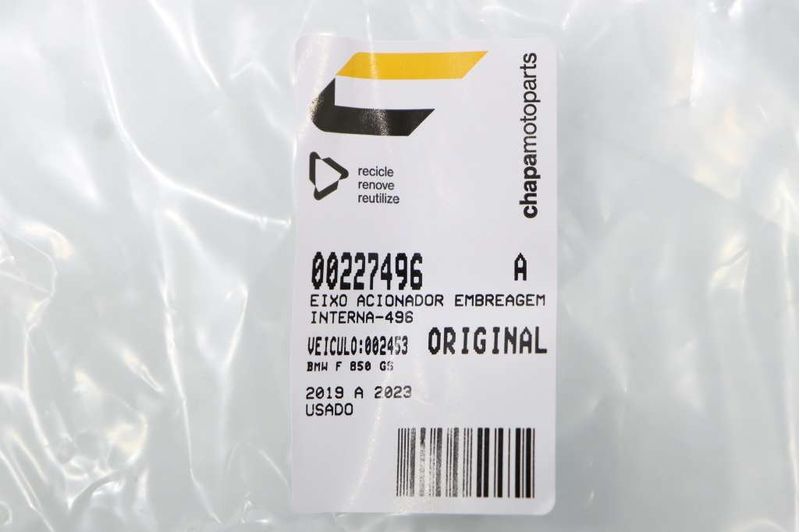 chapamotoparts
recicle
renove
reutilize
00227496 A
EIXO ACIONADOR EMBREAGEM
INTERNA-496
VEICULO:002453 ORIGINAL
BMW F 850 GS
2019 A 2023
USADO